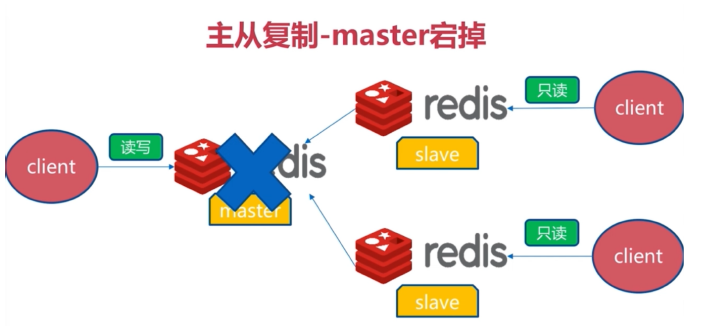 主从复制-master宕掉
redis
只读
client
slave
client
读写
dis
master
redis
只读
client
slave